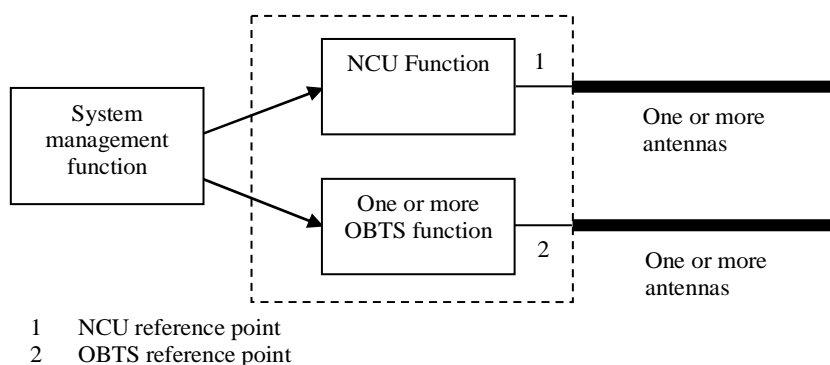 System
management
function
NCU Function
1
One or more
antennas
One or more
OBTS function
2
One or more
antennas
1 NCU reference point
2 OBTS reference point